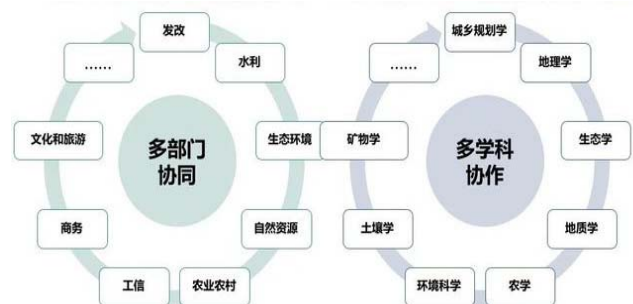 发改
水利
生态环境
自然资源
农业农村
工信
商务
文化和旅游
……
多部门
协同
城乡规划学
地理学
生态学
地质学
农学
环境科学
土壤学
矿物学
……
多学科
协作